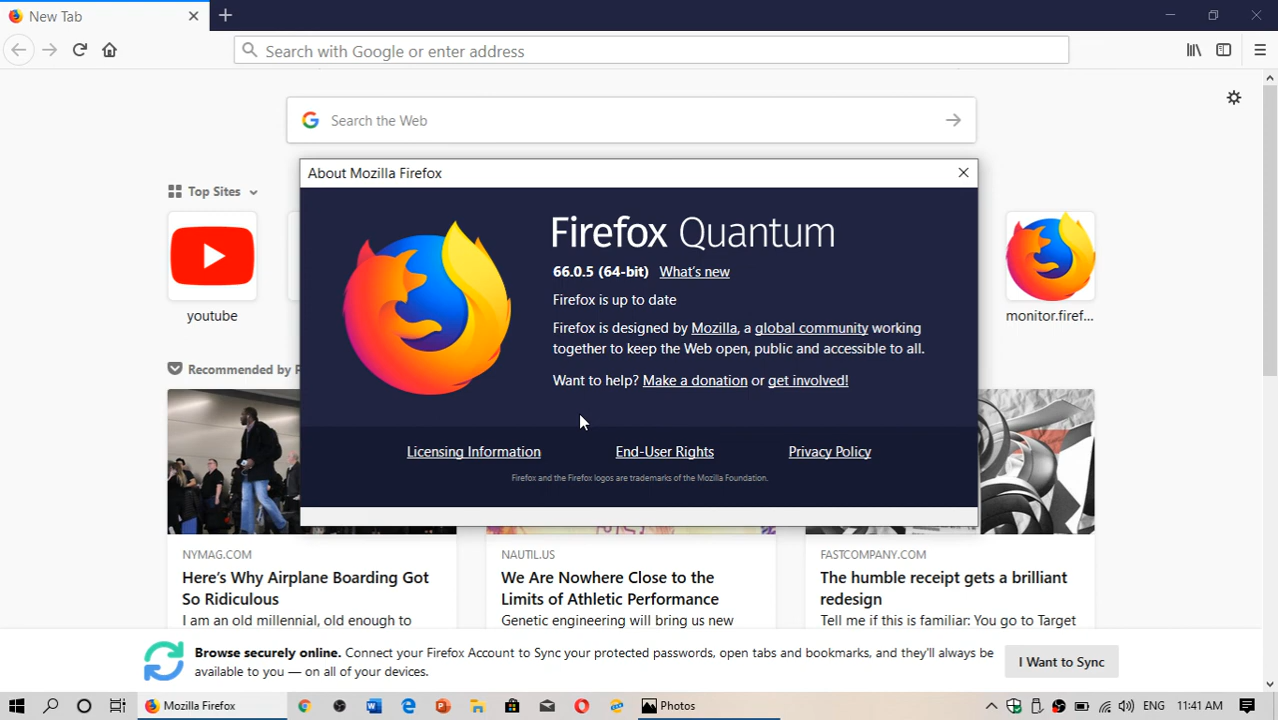 New Tab
Search with Google or enter address
Search the Web
About Mozilla Firefox
Top Sites
Firefox Quantum
66.0.5 (64-bit) What's new
Firefox is up to date
youtube
monitor.firef...
Firefox is designed by Mozilla, a global community working
together to keep the Web open, public and accessible to all.
Recommended by
Want to help? Make a donation or get involved!
Licensing Information End-User Rights Privacy Policy
Firefox and the Firefox logos are trademarks of the Mozilla Foundation.
NYMAG.COM
Here's Why Airplane Boarding Got
So Ridiculous
I am an old millennial, old enough to
NAUTIL.US
We Are Nowhere Close to the
Limits of Athletic Performance
Genetic engineering will bring us new
FASTCOMPANY.COM
The humble receipt gets a brilliant
redesign
Tell me if this is familiar: You go to Target
Browse securely online. Connect your Firefox Account to Sync your protected passwords, open tabs and bookmarks, and they'll always be
available to you — on all of your devices.
I Want to Sync
Mozilla Firefox
Photos
ENG
11:41 AM